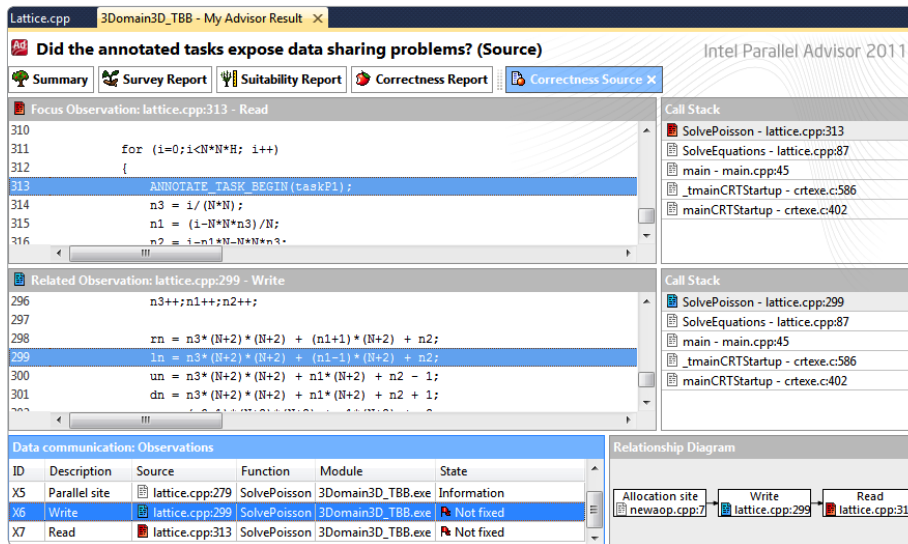 Lattice.cpp 3Domain3D_TBB - My Advisor Result ✕
Did the annotated tasks expose data sharing problems? (Source)
Intel Parallel Advisor 2011
Summary Survey Report Suitability Report Correctness Report Correctness Source ✕
Focus Observation: lattice.cpp:313 - Read
310
311 for (i=0;i<N*N*H; i++)
312 {
313 ANNOTATE_TASK_BEGIN(taskP1);
314 n3 = i/(N*N);
315 n1 = (i-N*N*n3)/N;
316 n2 = i-n1*N-N*N*n3;
Call Stack
SolvePoisson - lattice.cpp:313
SolveEquations - lattice.cpp:87
main - main.cpp:45
_tmainCRTStartup - crtexe.c:586
mainCRTStartup - crtexe.c:402
Related Observation: lattice.cpp:299 - Write
296 n3++;n1++;n2++;
297
298 rn = n3*(N+2)*(N+2) + (n1+1)*(N+2) + n2;
299 ln = n3*(N+2)*(N+2) + (n1-1)*(N+2) + n2;
300 un = n3*(N+2)*(N+2) + n1*(N+2) + n2 - 1;
301 dn = n3*(N+2)*(N+2) + n1*(N+2) + n2 + 1;
Call Stack
SolvePoisson - lattice.cpp:299
SolveEquations - lattice.cpp:87
main - main.cpp:45
_tmainCRTStartup - crtexe.c:586
mainCRTStartup - crtexe.c:402
Data communication: Observations
ID Description Source Function Module State
X5 Parallel site lattice.cpp:279 SolvePoisson 3Domain3D_TBB.exe Information
X6 Write lattice.cpp:299 SolvePoisson 3Domain3D_TBB.exe Not fixed
X7 Read lattice.cpp:313 SolvePoisson 3Domain3D_TBB.exe Not fixed
Relationship Diagram
Allocation site Write Read
newaop.cpp:7 lattice.cpp:299 lattice.cpp:31